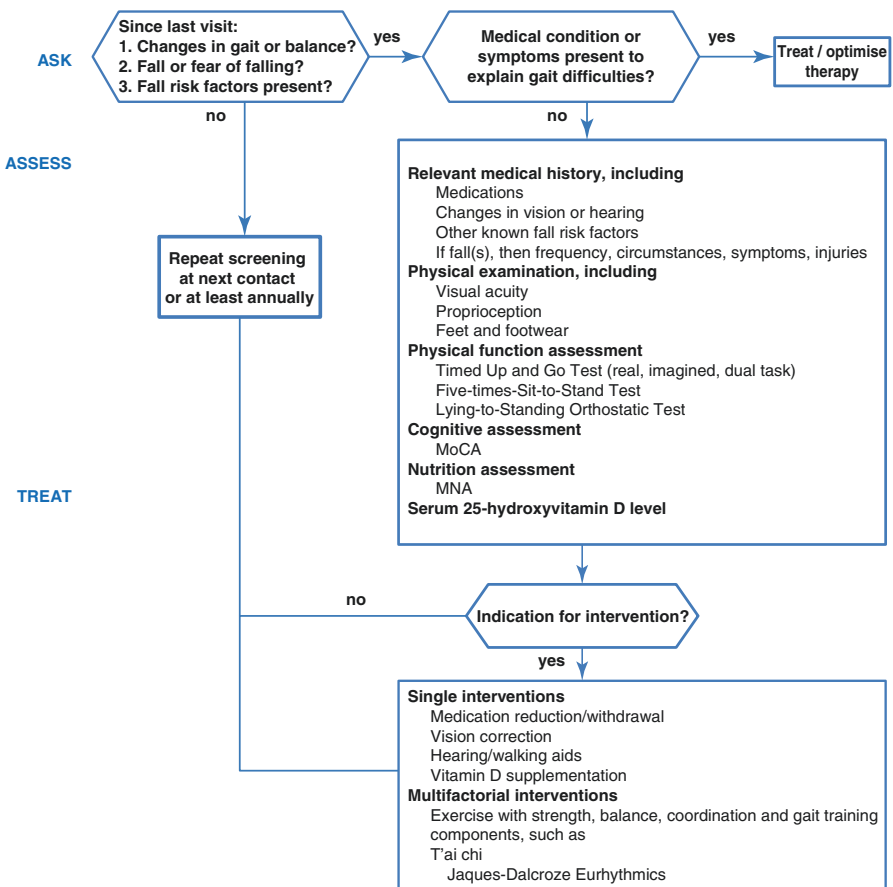 ASK
Since last visit:
1. Changes in gait or balance?
2. Fall or fear of falling?
3. Fall risk factors present?
yes
Medical condition or
symptoms present to
explain gait difficulties?
yes
Treat / optimise
therapy
no
no
ASSESS
Repeat screening
at next contact
or at least annually
Relevant medical history, including
Medications
Changes in vision or hearing
Other known fall risk factors
If fall(s), then frequency, circumstances, symptoms, injuries
Physical examination, including
Visual acuity
Proprioception
Feet and footwear
Physical function assessment
Timed Up and Go Test (real, imagined, dual task)
Five-times-Sit-to-Stand Test
Lying-to-Standing Orthostatic Test
Cognitive assessment
MoCA
Nutrition assessment
MNA
Serum 25-hydroxyvitamin D level
TREAT
no
Indication for intervention?
yes
Single interventions
Medication reduction/withdrawal
Vision correction
Hearing/walking aids
Vitamin D supplementation
Multifactorial interventions
Exercise with strength, balance, coordination and gait training
components, such as
T'ai chi
Jaques-Dalcroze Eurhythmics